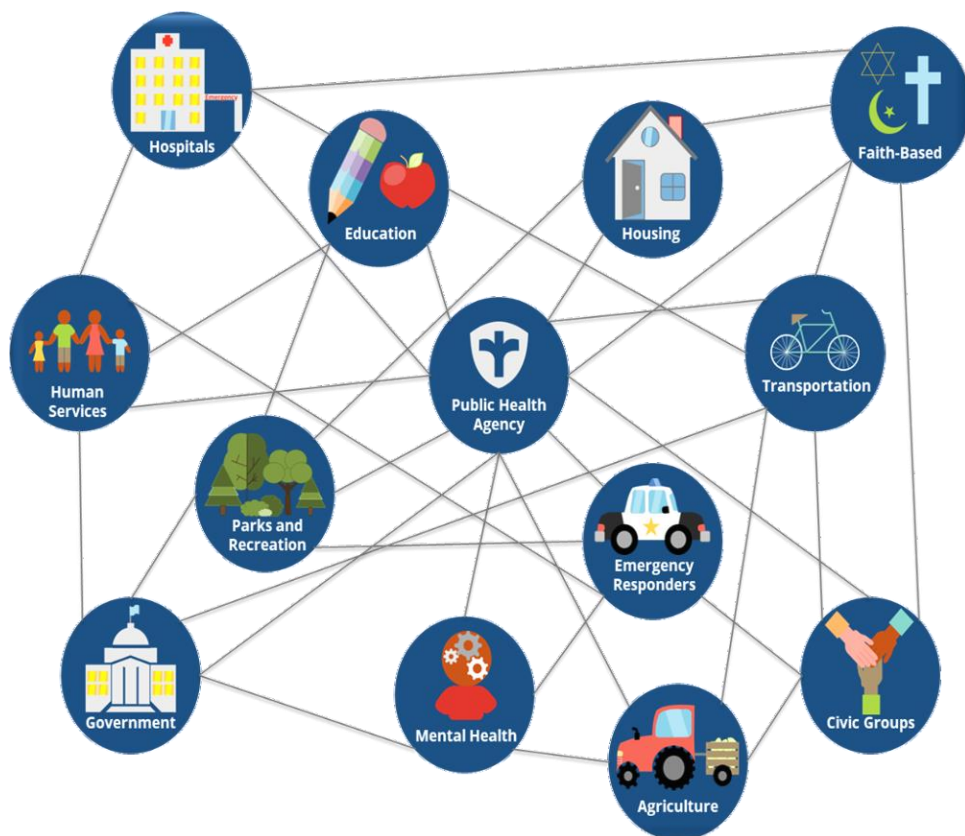 Emergency
Hospitals
Education
Housing
Faith-Based
Human
Services
Public Health
Agency
Transportation
Parks and
Recreation
Emergency
Responders
Government
Mental Health
Civic Groups
Agriculture